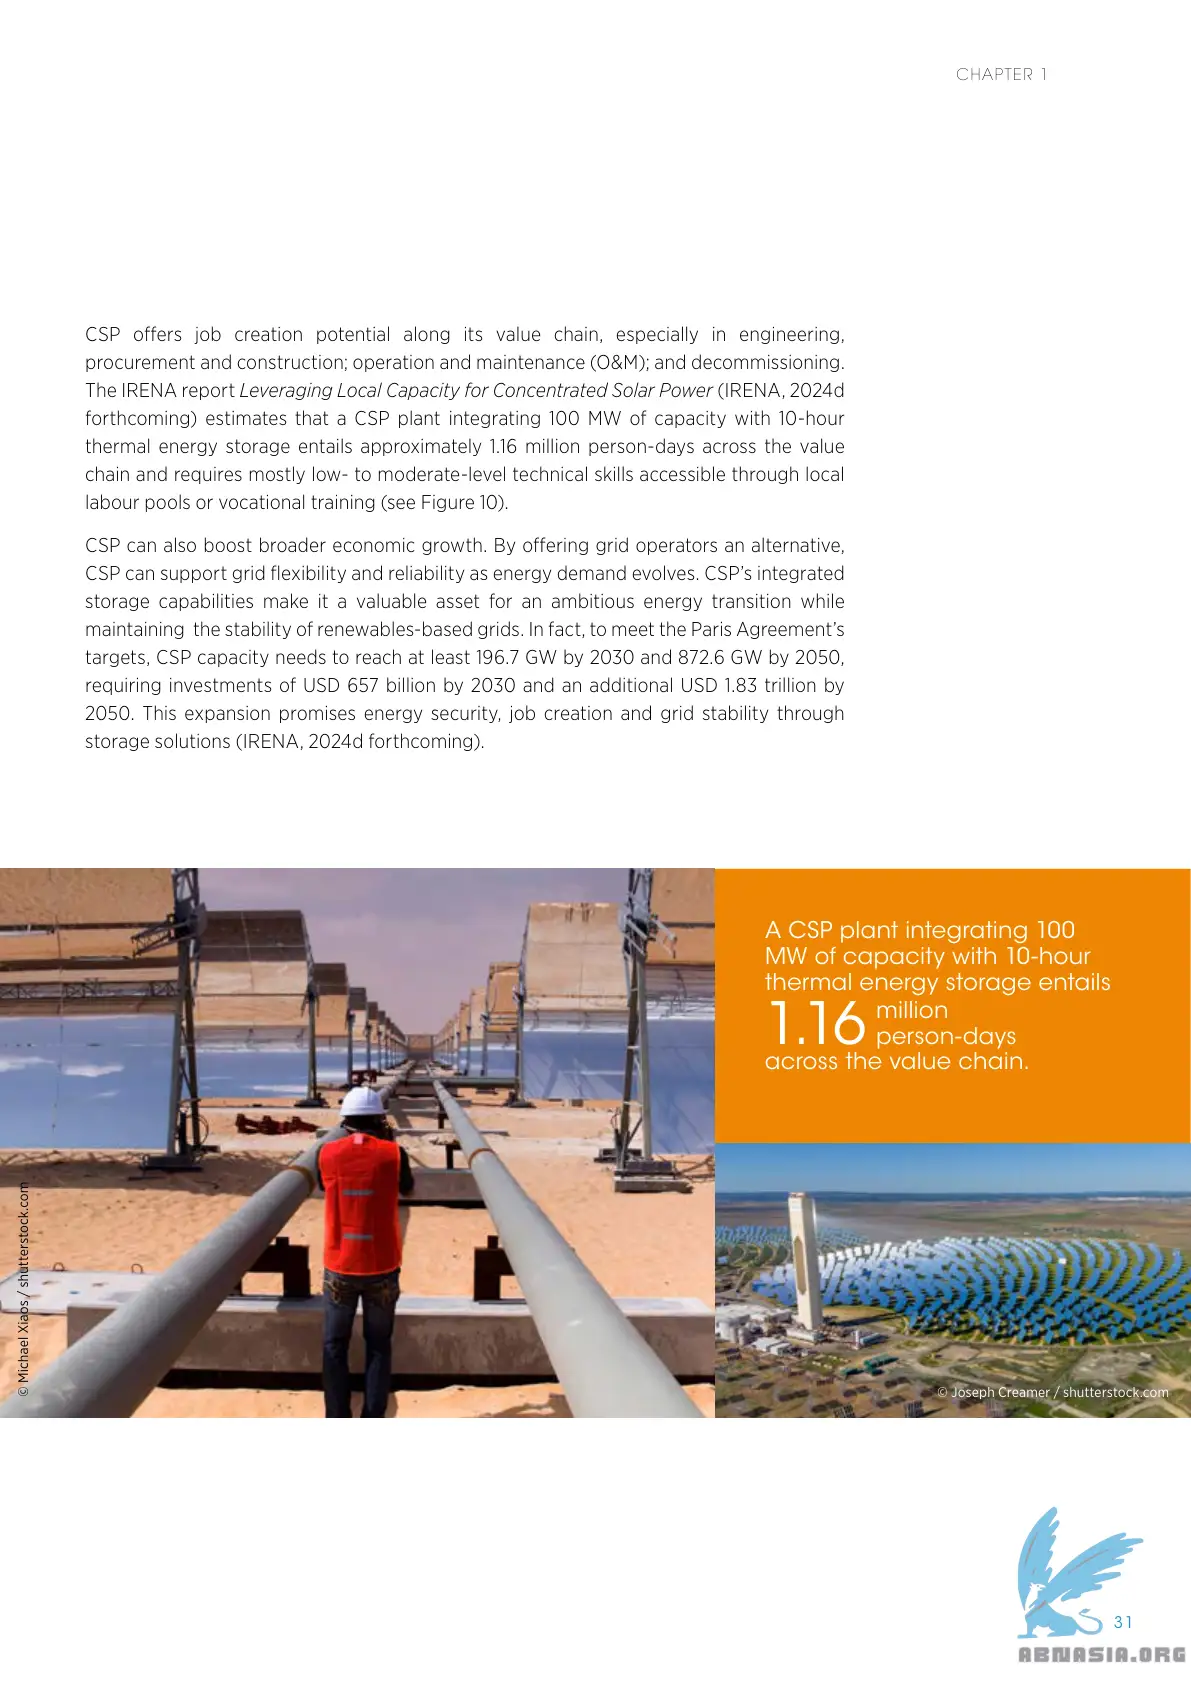 CHAPTER 1
CSP offers job creation potential along its value chain, especially in engineering,
procurement and construction; operation and maintenance (O&M); and decommissioning.
The IRENA report Leveraging Local Capacity for Concentrated Solar Power (IRENA, 2024d
forthcoming) estimates that a CSP plant integrating 100 MW of capacity with 10-hour
thermal energy storage entails approximately 1.16 million person-days across the value
chain and requires mostly low- to moderate-level technical skills accessible through local
labour pools or vocational training (see Figure 10).
CSP can also boost broader economic growth. By offering grid operators an alternative,
CSP can support grid flexibility and reliability as energy demand evolves. CSP’s integrated
storage capabilities make it a valuable asset for an ambitious energy transition while
maintaining the stability of renewables-based grids. In fact, to meet the Paris Agreement’s
targets, CSP capacity needs to reach at least 196.7 GW by 2030 and 872.6 GW by 2050,
requiring investments of USD 657 billion by 2030 and an additional USD 1.83 trillion by
2050. This expansion promises energy security, job creation and grid stability through
storage solutions (IRENA, 2024d forthcoming).
A CSP plant integrating 100
MW of capacity with 10-hour
thermal energy storage entails
1.16 million
person-days
across the value chain.
© Michael Xiaos / shutterstock.com
© Joseph Creamer / shutterstock.com
31
ABNASIA.ORG